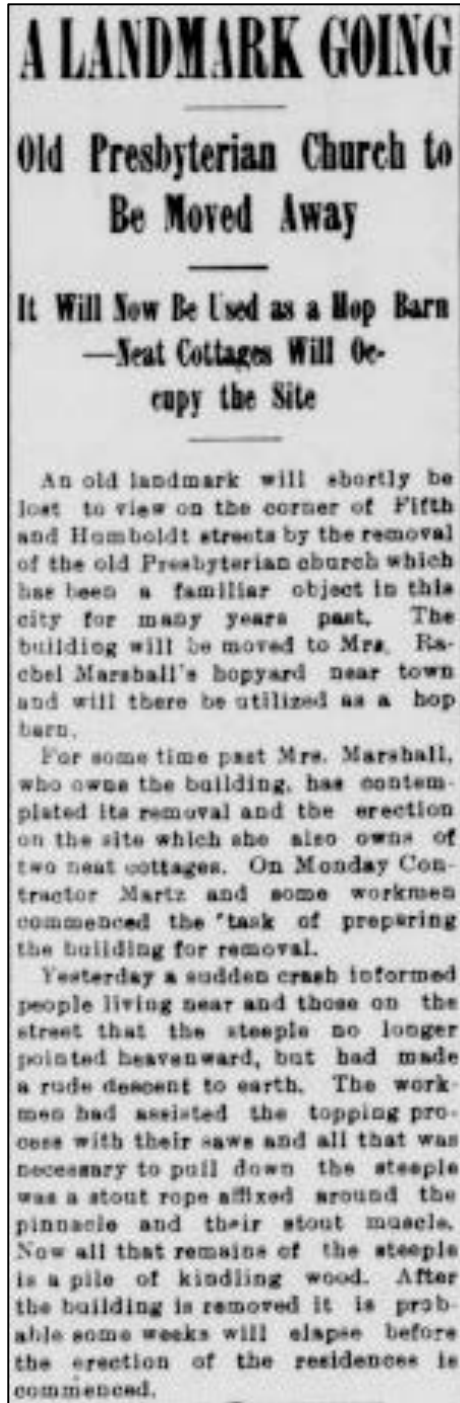 A LANDMARK GOING
Old Presbyterian Church to
Be Moved Away
It Will Now Be Used as a Hop Barn
—Neat Cottages Will Oc-
cupy the Site
An old landmark will shortly be
lost to view on the corner of Fifth
and Humboldt streets by the removal
of the old Presbyterian church which
has been a familiar object in this
city for many years past. The
building will be moved to Mrs. Ra-
chel Marshall's hopyard near town
and will there be utilized as a hop
barn.
For some time past Mrs. Marshall,
who owns the building, has contem-
plated its removal and the erection
on the site which she also owns of
two neat cottages. On Monday Con-
tractor Martz and some workmen
commenced the 'task of preparing
the building for removal.
Yesterday a sudden crash informed
people living near and those on the
street that the steeple no longer
pointed heavenward, but had made
a rude descent to earth. The work-
men had assisted the topping pro-
cess with their saws and all that was
necessary to pull down the steeple
was a stout rope affixed around the
pinnacle and their stout muscle.
Now all that remains of the steeple
is a pile of kindling wood. After
the building is removed it is prob-
able some weeks will elapse before
the erection of the residences is
commenced.